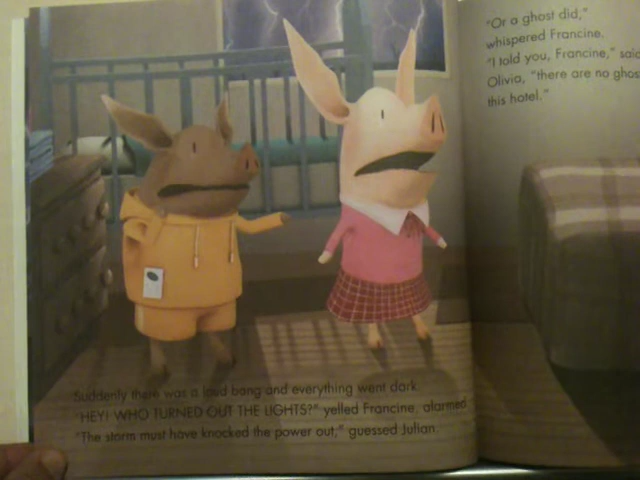 Suddenly there was a loud bang and everything went dark.
"HEY! WHO TURNED OUT THE LIGHTS?" yelled Francine, alarmed.
"The storm must have knocked the power out," guessed Julian.
"Or a ghost did,"
whispered Francine.
"I told you, Francine," said
Olivia, "there are no
this hotel."